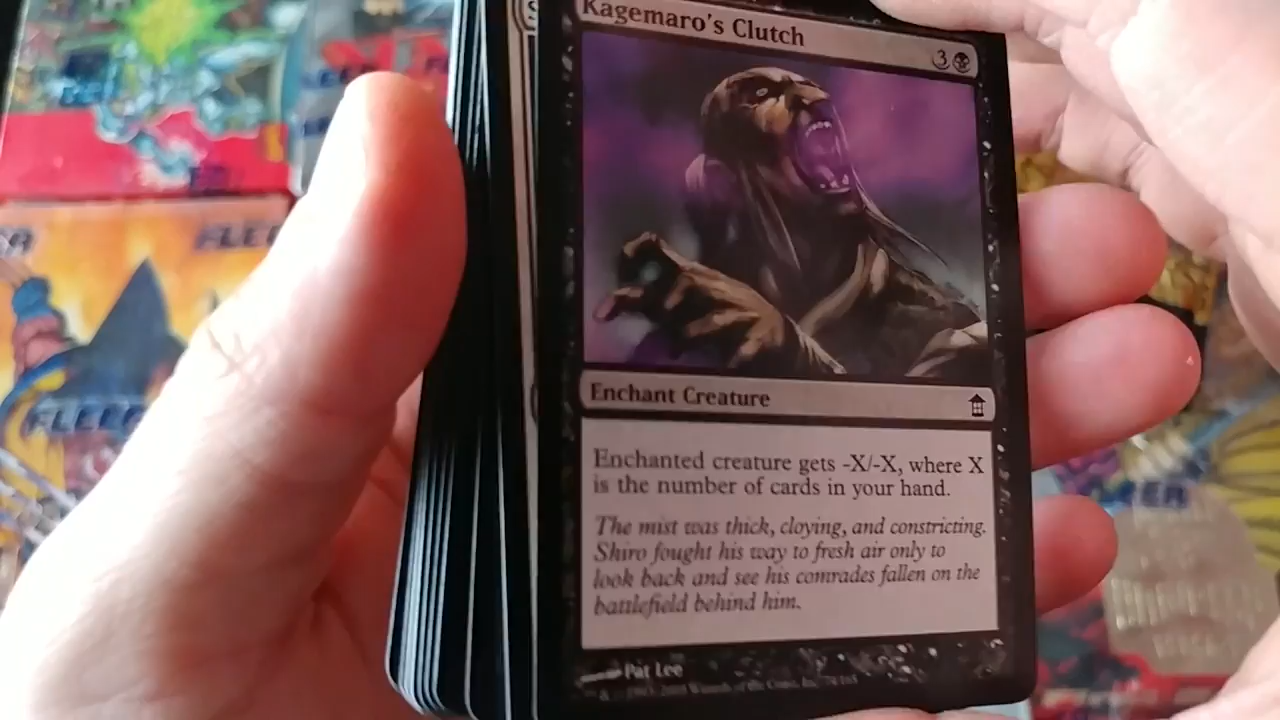 Kagemaro's Clutch
3
S
Enchant Creature
Enchanted creature gets -X/-X, where X
is the number of cards in your hand.
The mist was thick, cloying, and constricting.
Shiro fought his way to fresh air only to
look back and see his comrades fallen on the
battlefield behind him.
Pat Lee
FLEER